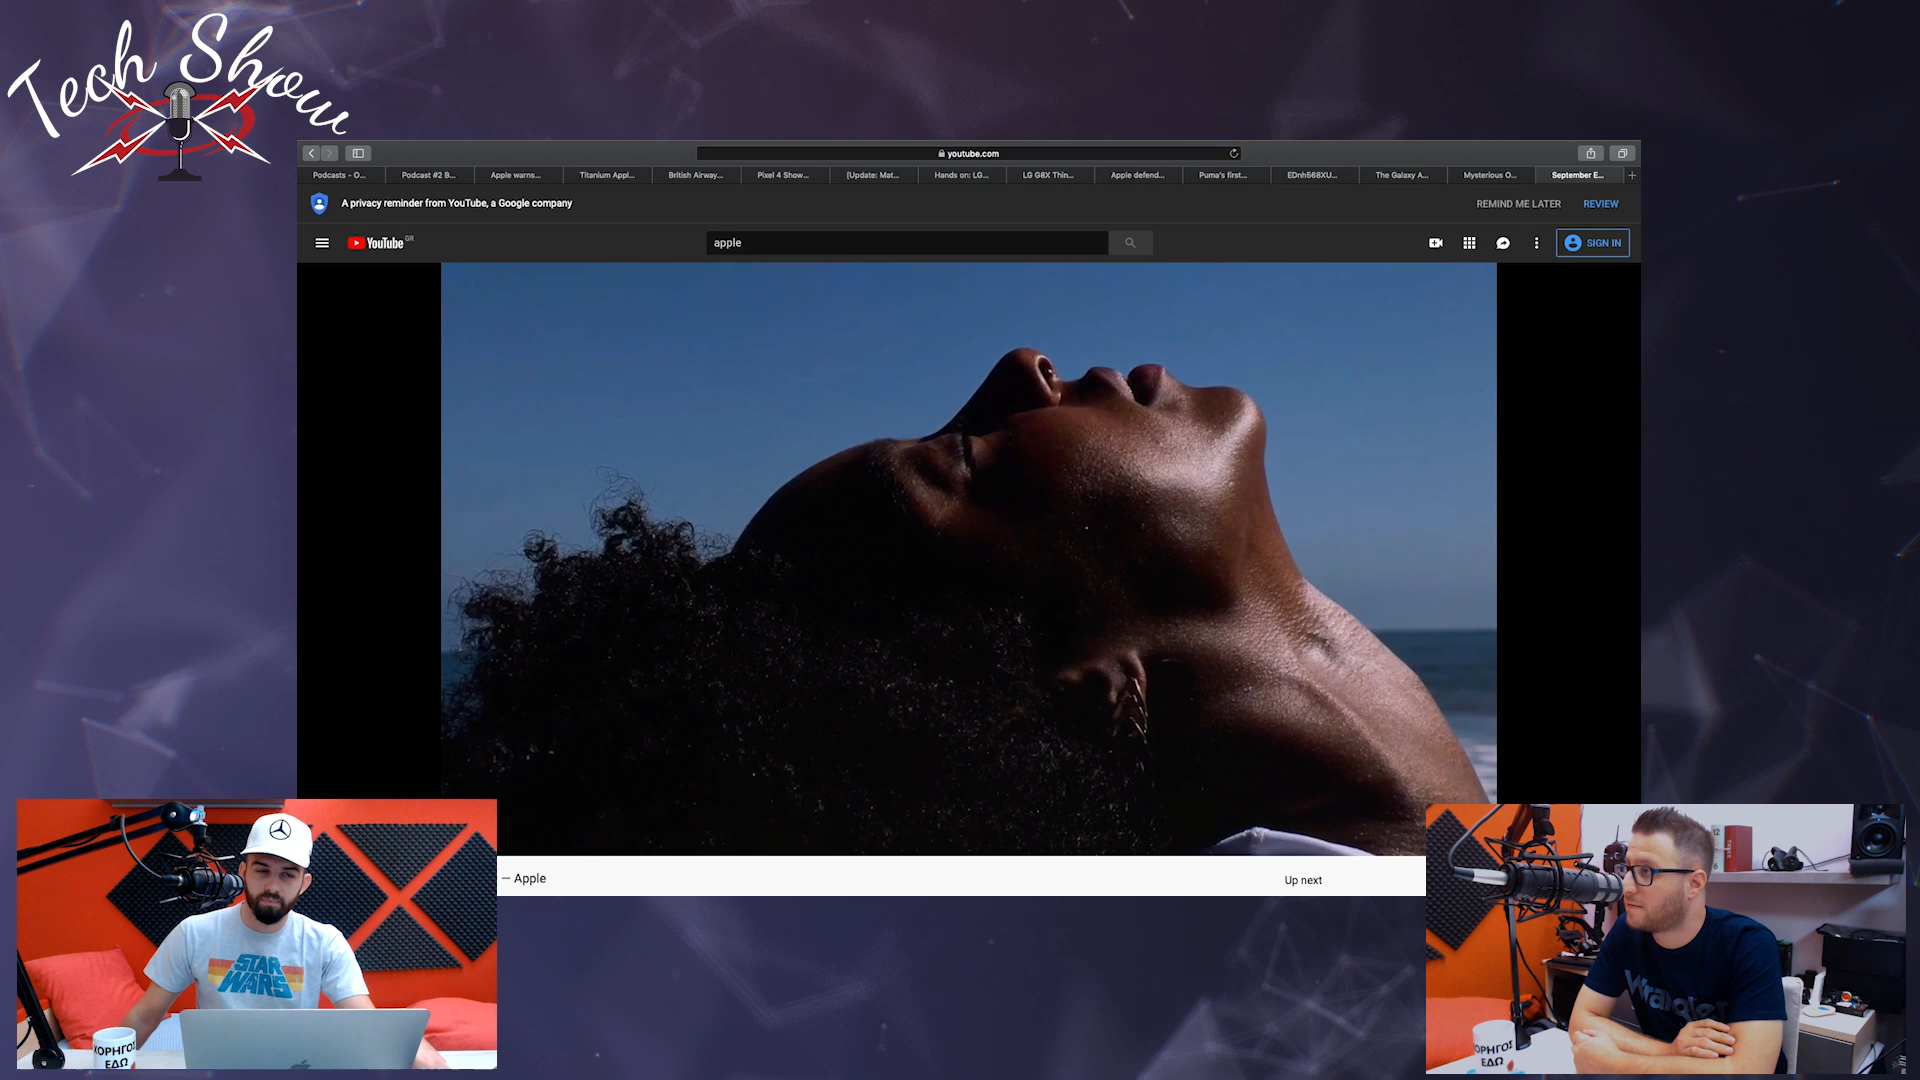 Tech Show
youtube.com
Podcasts - O...
Podcast #2 B...
Apple warns...
Titanium Appl...
British Airway...
Pixel 4 Show...
[Update: Mat...
Hands on: LG...
LG G8X Thin...
Apple defend...
Puma's first...
EDnh568XU...
The Galaxy A...
Mysterious O...
September E...
A privacy reminder from YouTube, a Google company
REMIND ME LATER
REVIEW
YouTube GR
apple
SIGN IN
— Apple
Up next
STAR
WARS
ΧΟΡΗΓΟΣ
ΕΔΩ
Wrangler
ΧΟΡΗΓΟΣ
ΕΔΩ